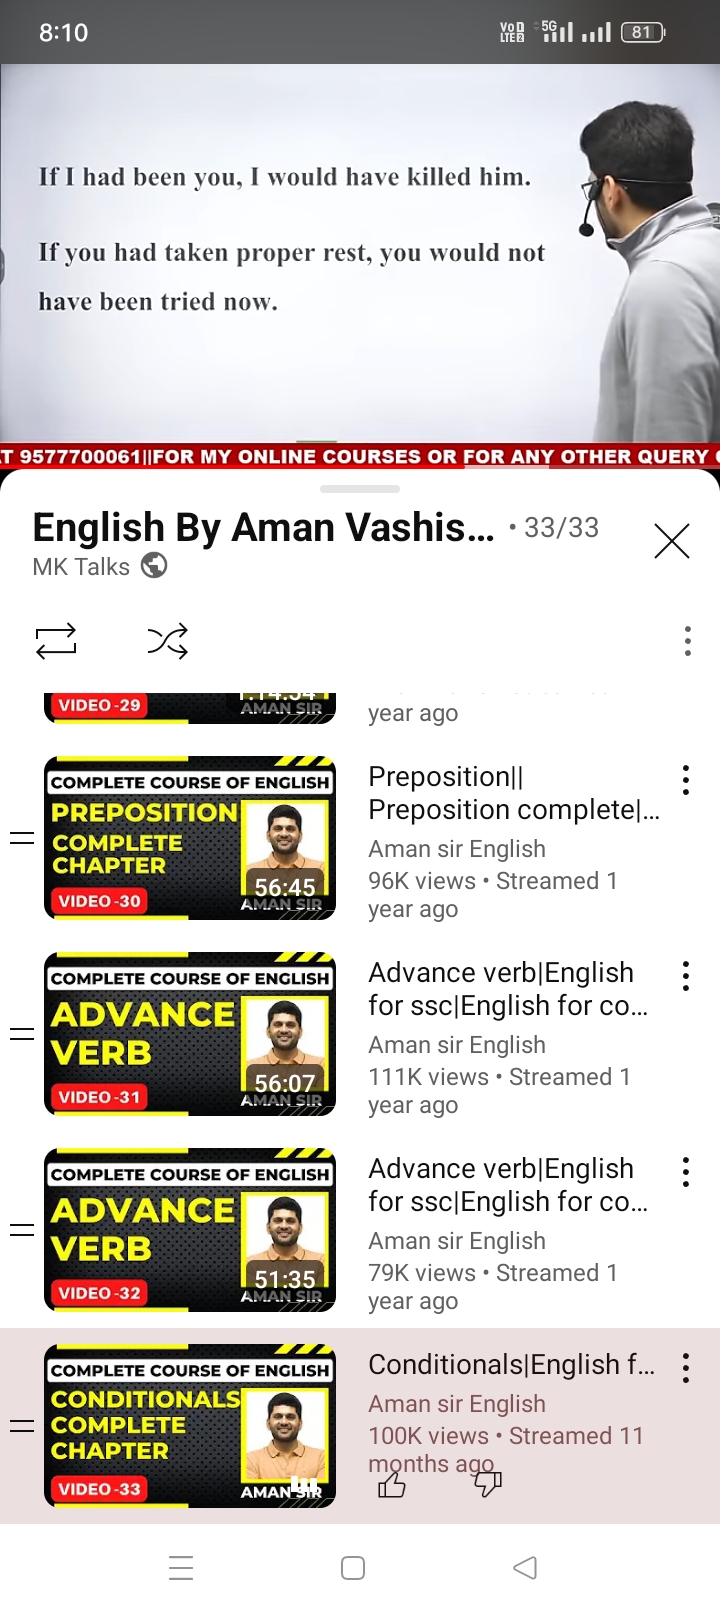 8:10
VoD LTE2 5G 81
If I had been you, I would have killed him.
If you had taken proper rest, you would not
have been tried now.
T 9577700061||FOR MY ONLINE COURSES OR FOR ANY OTHER QUERY
English By Aman Vashis... • 33/33
MK Talks
VIDEO -29
1:14:54
AMAN SIR
year ago
COMPLETE COURSE OF ENGLISH
PREPOSITION
COMPLETE
CHAPTER
VIDEO -30
56:45
AMAN SIR
Preposition||
Preposition complete|...
Aman sir English
96K views • Streamed 1
year ago
COMPLETE COURSE OF ENGLISH
ADVANCE
VERB
VIDEO -31
56:07
AMAN SIR
Advance verb|English
for ssc|English for co...
Aman sir English
111K views • Streamed 1
year ago
COMPLETE COURSE OF ENGLISH
ADVANCE
VERB
VIDEO -32
51:35
AMAN SIR
Advance verb|English
for ssc|English for co...
Aman sir English
79K views • Streamed 1
year ago
COMPLETE COURSE OF ENGLISH
CONDITIONALS
COMPLETE
CHAPTER
VIDEO -33
AMAN SIR
Conditionals|English f...
Aman sir English
100K views • Streamed 11
months ago